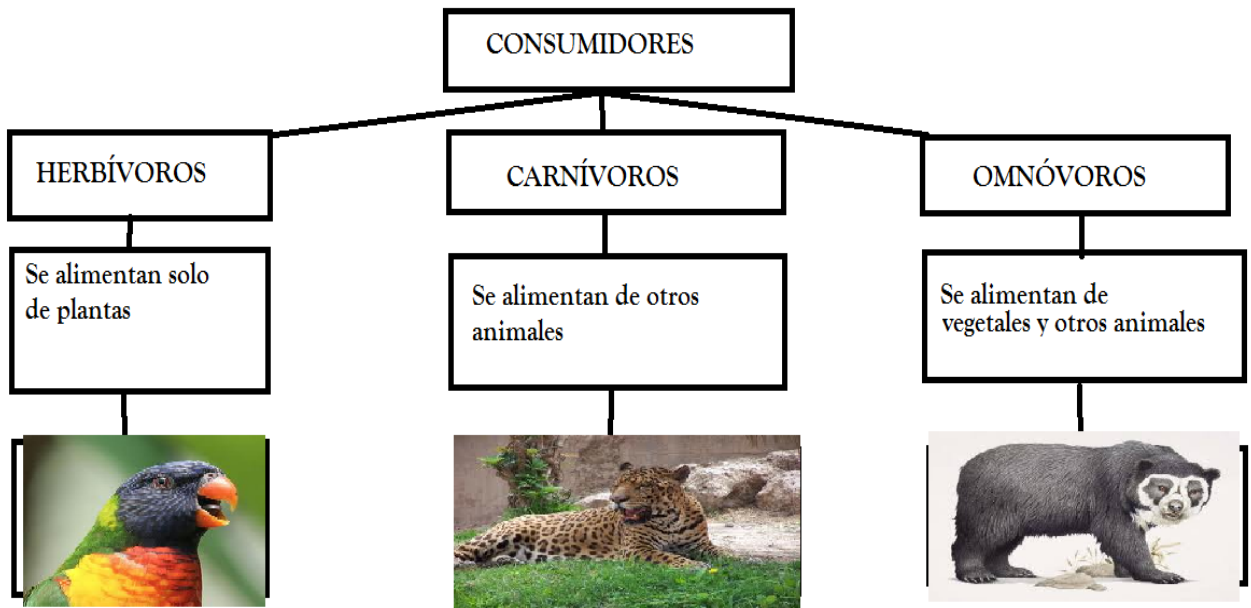 CONSUMIDORES
HERBÍVOROS
CARNÍVOROS
OMNÓVOROS
Se alimentan solo
de plantas
Se alimentan de otros
animales
Se alimentan de
vegetales y otros animales